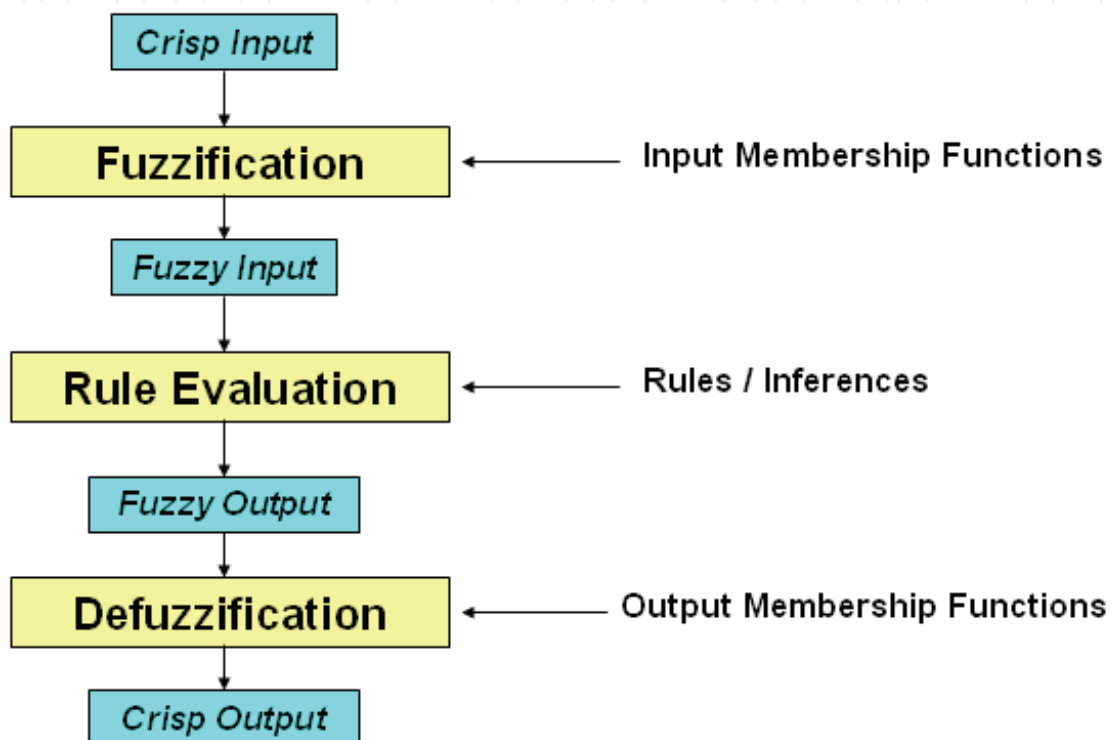 Crisp Input
Fuzzification
Input Membership Functions
Fuzzy Input
Rule Evaluation
Rules / Inferences
Fuzzy Output
Defuzzification
Output Membership Functions
Crisp Output